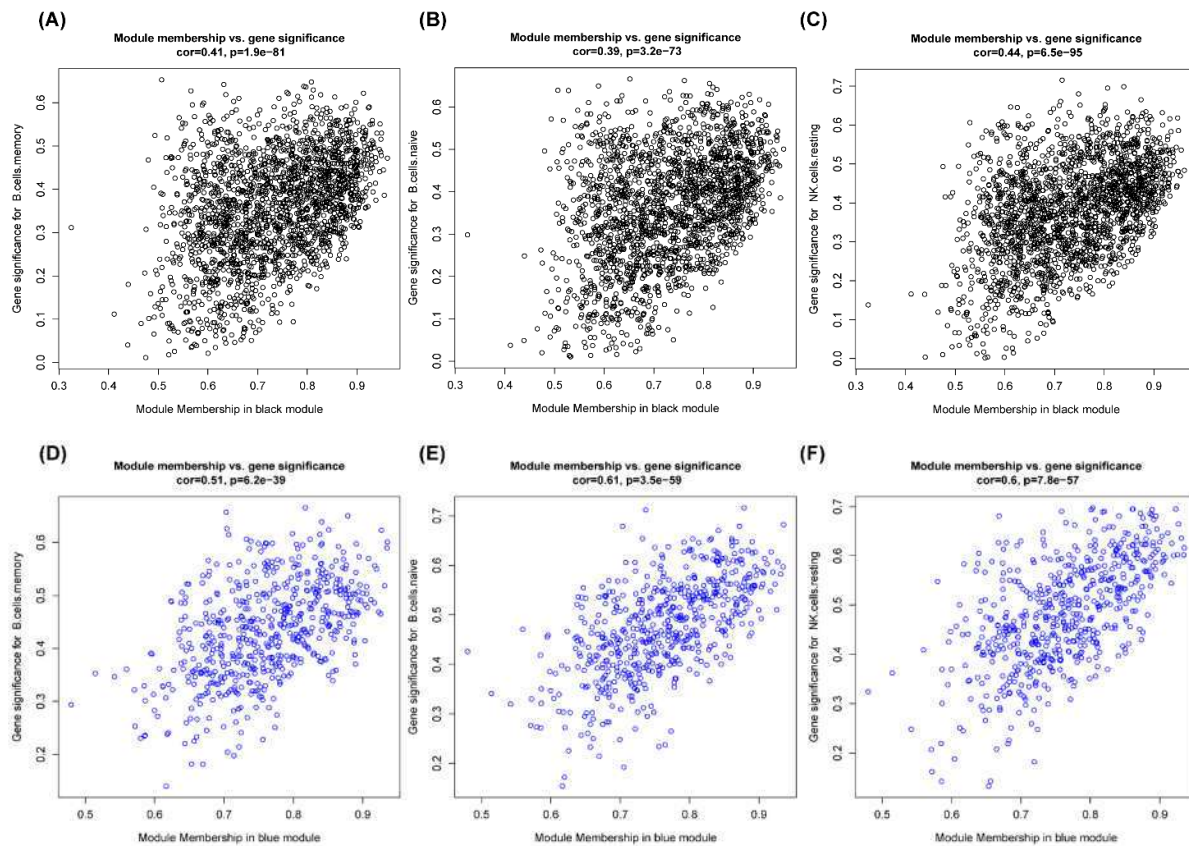 (A)
Module membership vs. gene significance
cor=0.41, p=1.9e−81
Gene significance for B.cells.memory
0.6
0.5
0.4
0.3
0.2
0.1
0.0
0.3 0.4 0.5 0.6 0.7 0.8 0.9
Module Membership in black module
(B)
Module membership vs. gene significance
cor=0.39, p=3.2e−73
Gene significance for B.cells.naive
0.6
0.5
0.4
0.3
0.2
0.1
0.0
0.3 0.4 0.5 0.6 0.7 0.8 0.9
Module Membership in black module
(C)
Module membership vs. gene significance
cor=0.44, p=6.5e−95
Gene significance for NK.cells.resting
0.7
0.6
0.5
0.4
0.3
0.2
0.1
0.0
0.3 0.4 0.5 0.6 0.7 0.8 0.9
Module Membership in black module
(D)
Module membership vs. gene significance
cor=0.51, p=6.2e−39
Gene significance for B.cells.memory
0.6
0.5
0.4
0.3
0.2
0.5 0.6 0.7 0.8 0.9
Module Membership in blue module
(E)
Module membership vs. gene significance
cor=0.61, p=3.5e−59
Gene significance for B.cells.naive
0.7
0.6
0.5
0.4
0.3
0.2
0.5 0.6 0.7 0.8 0.9
Module Membership in blue module
(F)
Module membership vs. gene significance
cor=0.6, p=7.8e−57
Gene significance for NK.cells.resting
0.7
0.6
0.5
0.4
0.3
0.2
0.5 0.6 0.7 0.8 0.9
Module Membership in blue module